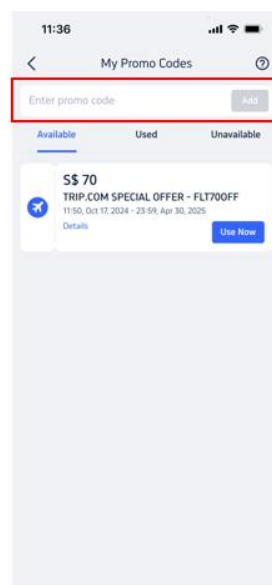 11:36
My Promo Codes
Enter promo code
Add
Available Used Unavailable
S$ 70
TRIP.COM SPECIAL OFFER - FLT70OFF
11:50, Oct 17, 2024 - 23:59, Apr 30, 2025
Details
Use Now